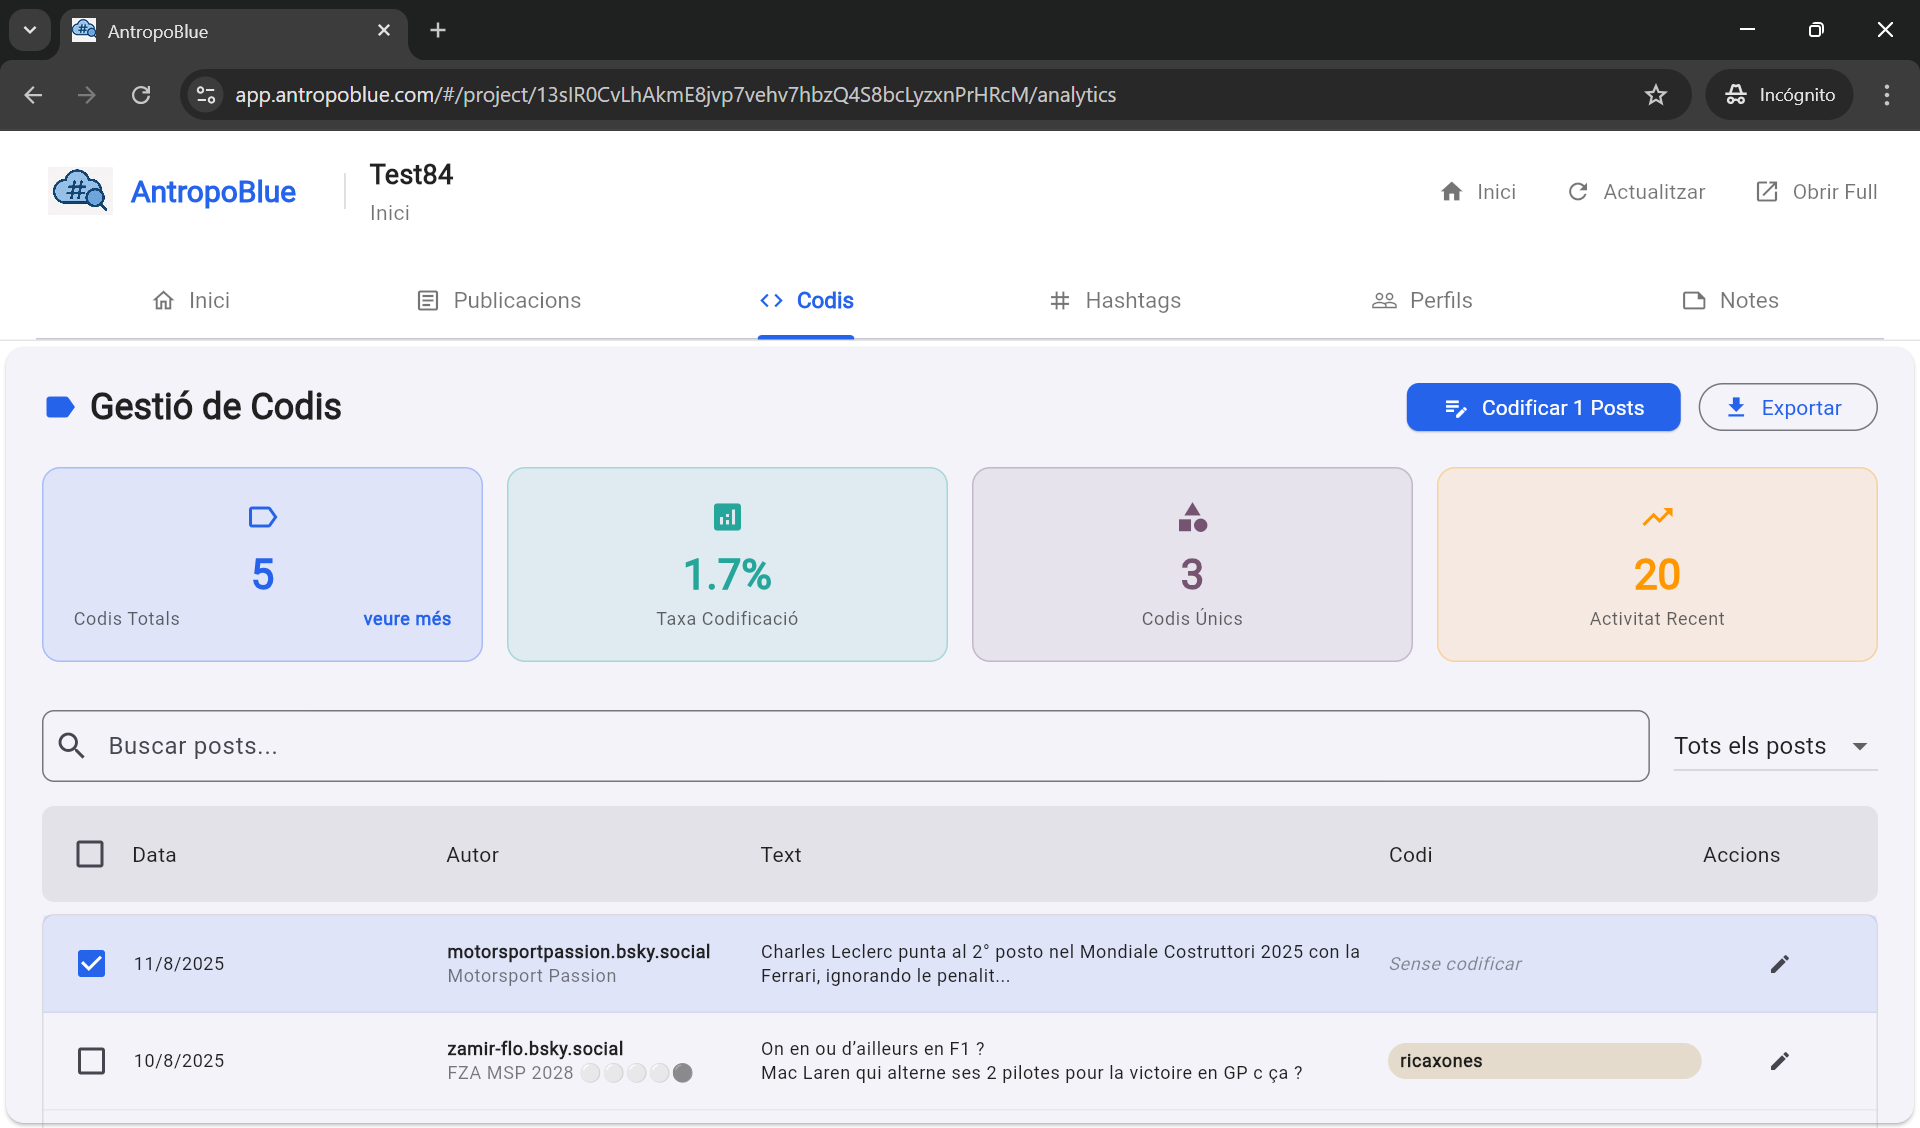 AntropoBlue
app.antropoblue.com/#/project/13sIR0CvLhAkmE8jvp7vehv7hbzQ4S8bcLyzxnPrHRcM/analytics
Incógnito
AntropoBlue
Test84
Inici
Inici
Actualitzar
Obrir Full
Inici
Publicacions
Codis
Hashtags
Perfils
Notes
Gestió de Codis
Codificar 1 Posts
Exportar
5
Codis Totals
veure més
1.7%
Taxa Codificació
3
Codis Únics
20
Activitat Recent
Buscar posts...
Tots els posts
Data
Autor
Text
Codi
Accions
11/8/2025
motorsportpassion.bsky.social
Motorsport Passion
Charles Leclerc punta al 2° posto nel Mondiale Costruttori 2025 con la
Ferrari, ignorando le penalit...
Sense codificar
10/8/2025
zamir-flo.bsky.social
FZA MSP 2028
On en ou d’ailleurs en F1 ?
Mac Laren qui alterne ses 2 pilotes pour la victoire en GP c ça ?
ricaxones